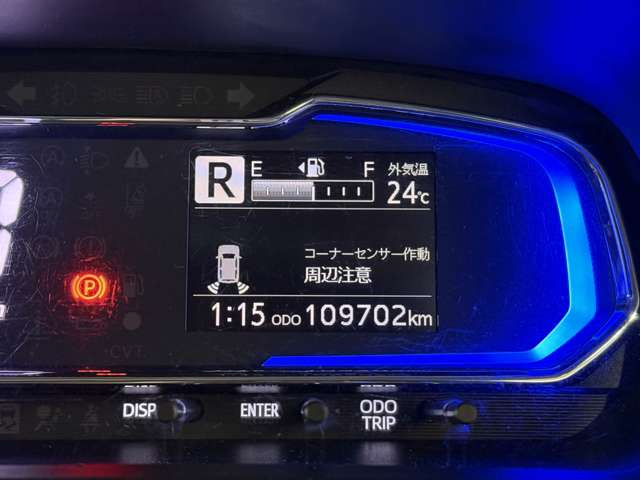 R E F 外気温
24℃
コーナーセンサー作動
周辺注意
1:15 ODO 109702km
P
CVT
DISP ENTER ODO
TRIP